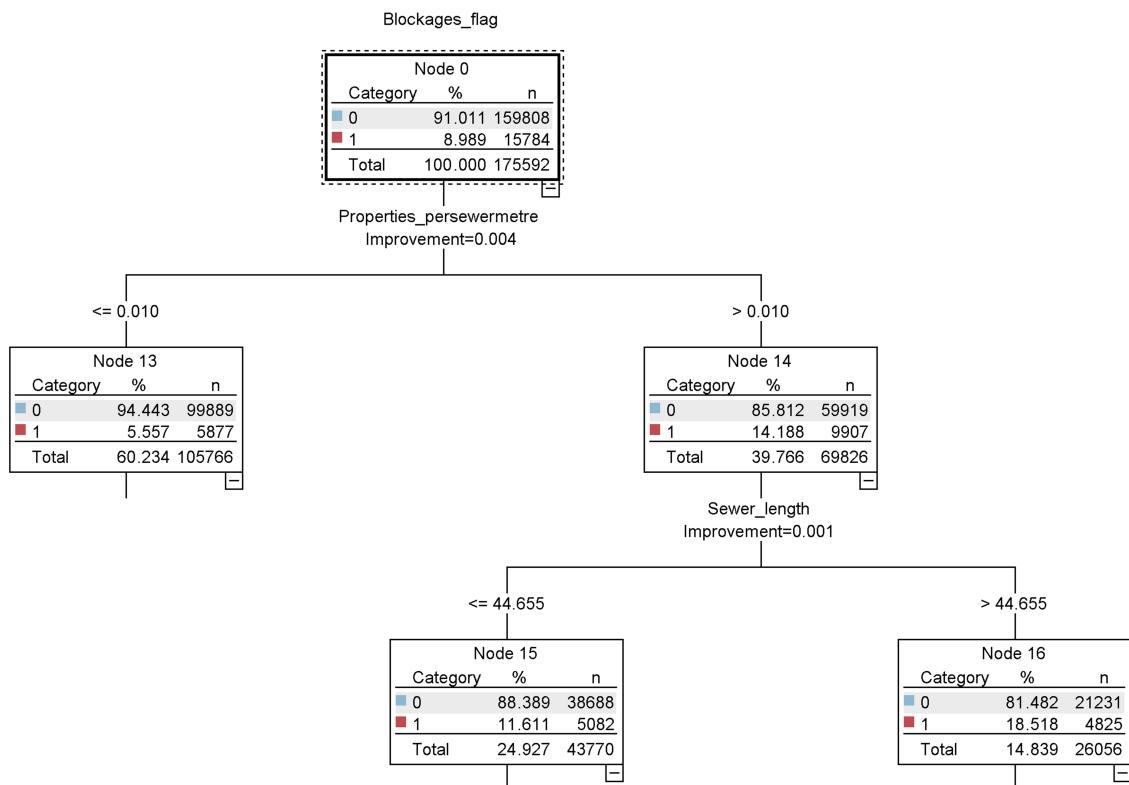 Blockages_flag
Node 0
Category % n
0 91.011 159808
1 8.989 15784
Total 100.000 175592
Properties_persewermetre
Improvement=0.004
<= 0.010
> 0.010
Node 13
Category % n
0 94.443 99889
1 5.557 5877
Total 60.234 105766
Node 14
Category % n
0 85.812 59919
1 14.188 9907
Total 39.766 69826
Sewer_length
Improvement=0.001
<= 44.655
> 44.655
Node 15
Category % n
0 88.389 38688
1 11.611 5082
Total 24.927 43770
Node 16
Category % n
0 81.482 21231
1 18.518 4825
Total 14.839 26056